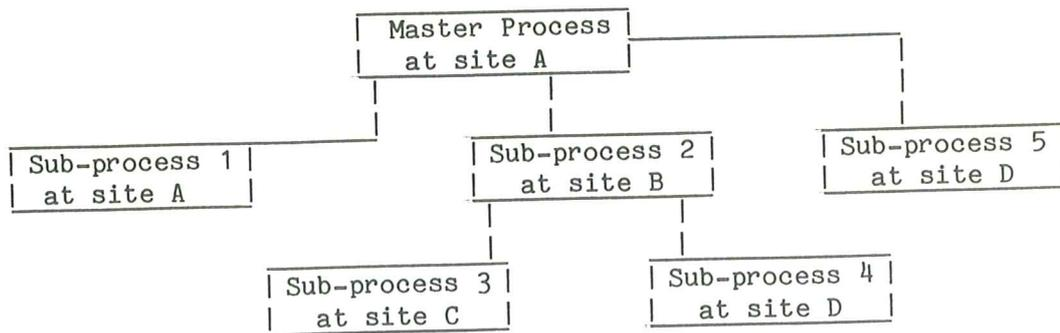 Master Process
at site A
Sub-process 1
at site A
Sub-process 2
at site B
Sub-process 5
at site D
Sub-process 3
at site C
Sub-process 4
at site D